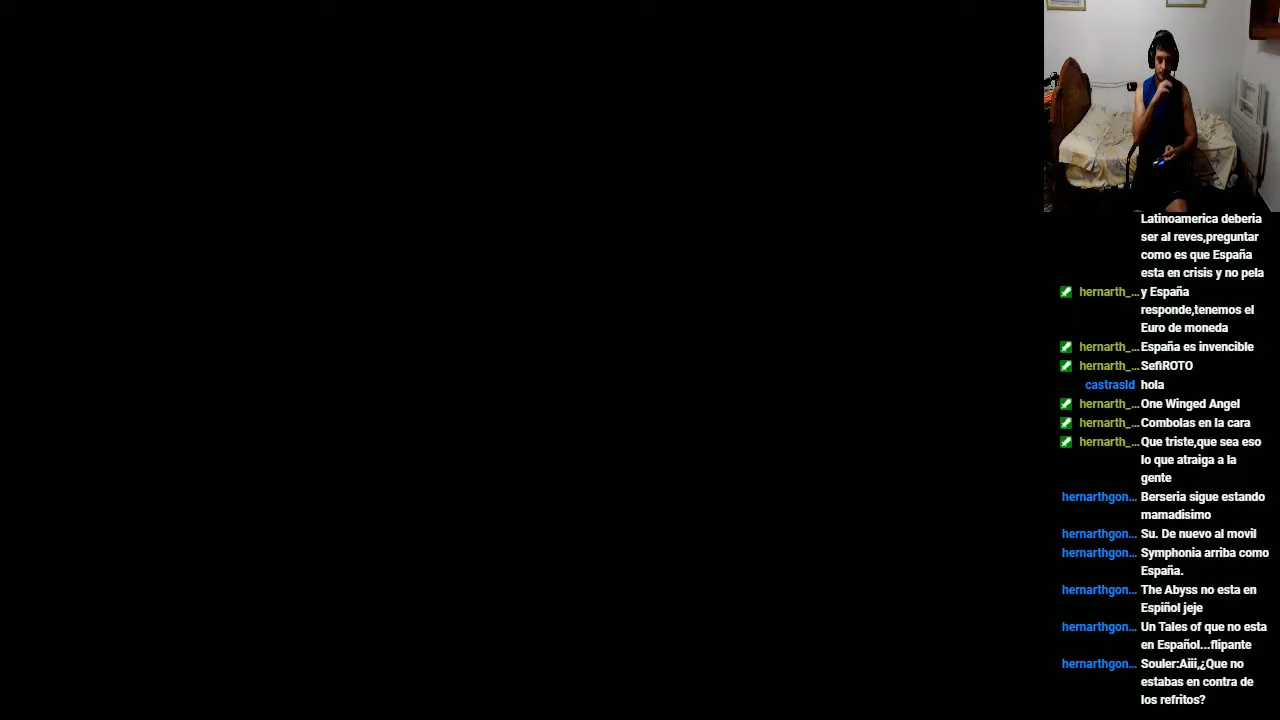 Latinoamerica deberia
ser al reves,preguntar
como es que España
esta en crisis y no pela
hernarth_... y España
responde,tenemos el
Euro de moneda
hernarth_... España es invencible
hernarth_... SefiROTO
castrasld hola
hernarth_... One Winged Angel
hernarth_... Combolas en la cara
hernarth_... Que triste,que sea eso
lo que atraiga a la
gente
hernarthgon... Berseria sigue estando
mamadisimo
hernarthgon... Su. De nuevo al movil
hernarthgon... Symphonia arriba como
España.
hernarthgon... The Abyss no esta en
Espiñol jeje
hernarthgon... Un Tales of que no esta
en Español...flipante
hernarthgon... Souler:Aiii,¿Que no
estabas en contra de
los refritos?